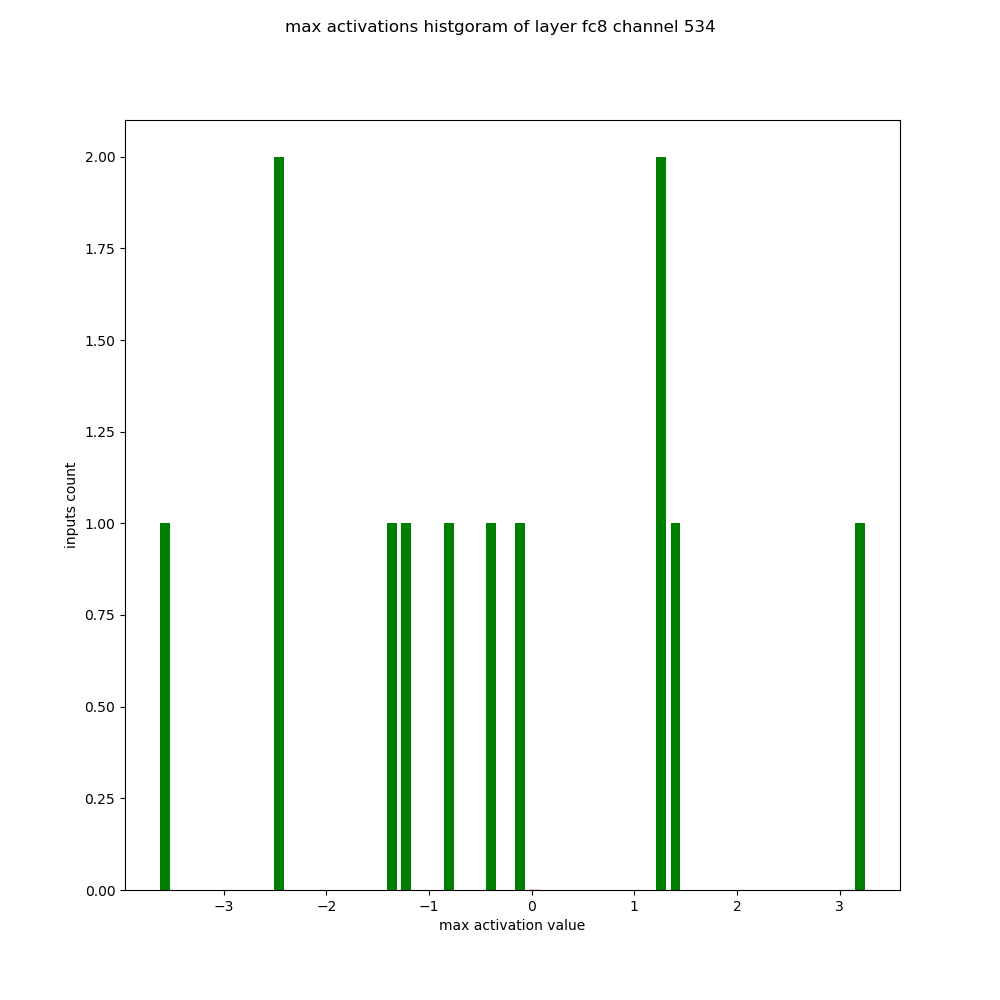 max activations histgoram of layer fc8 channel 534
2.00
1.75
1.50
1.25
1.00
0.75
0.50
0.25
0.00
inputs count
−3 −2 −1 0 1 2 3
max activation value